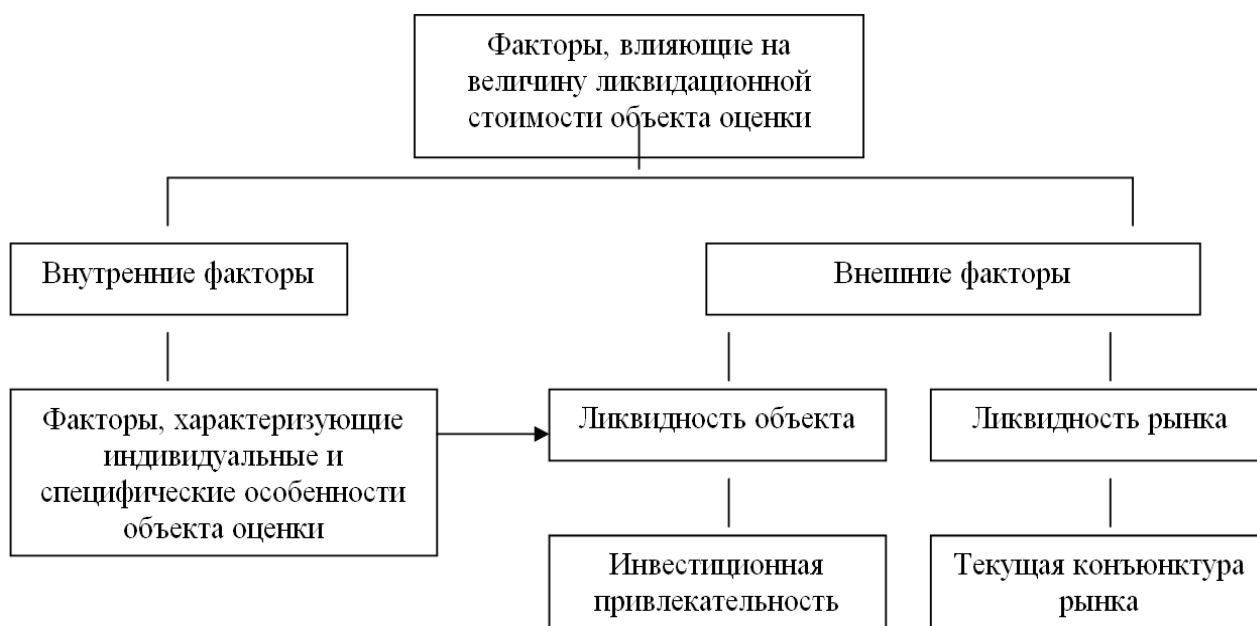 Факторы, влияющие на
величину ликвидационной
стоимости объекта оценки
Внутренние факторы
Внешние факторы
Факторы, характеризующие
индивидуальные и
специфические особенности
объекта оценки
Ликвидность объекта
Ликвидность рынка
Инвестиционная
привлекательность
Текущая конъюнктура
рынка